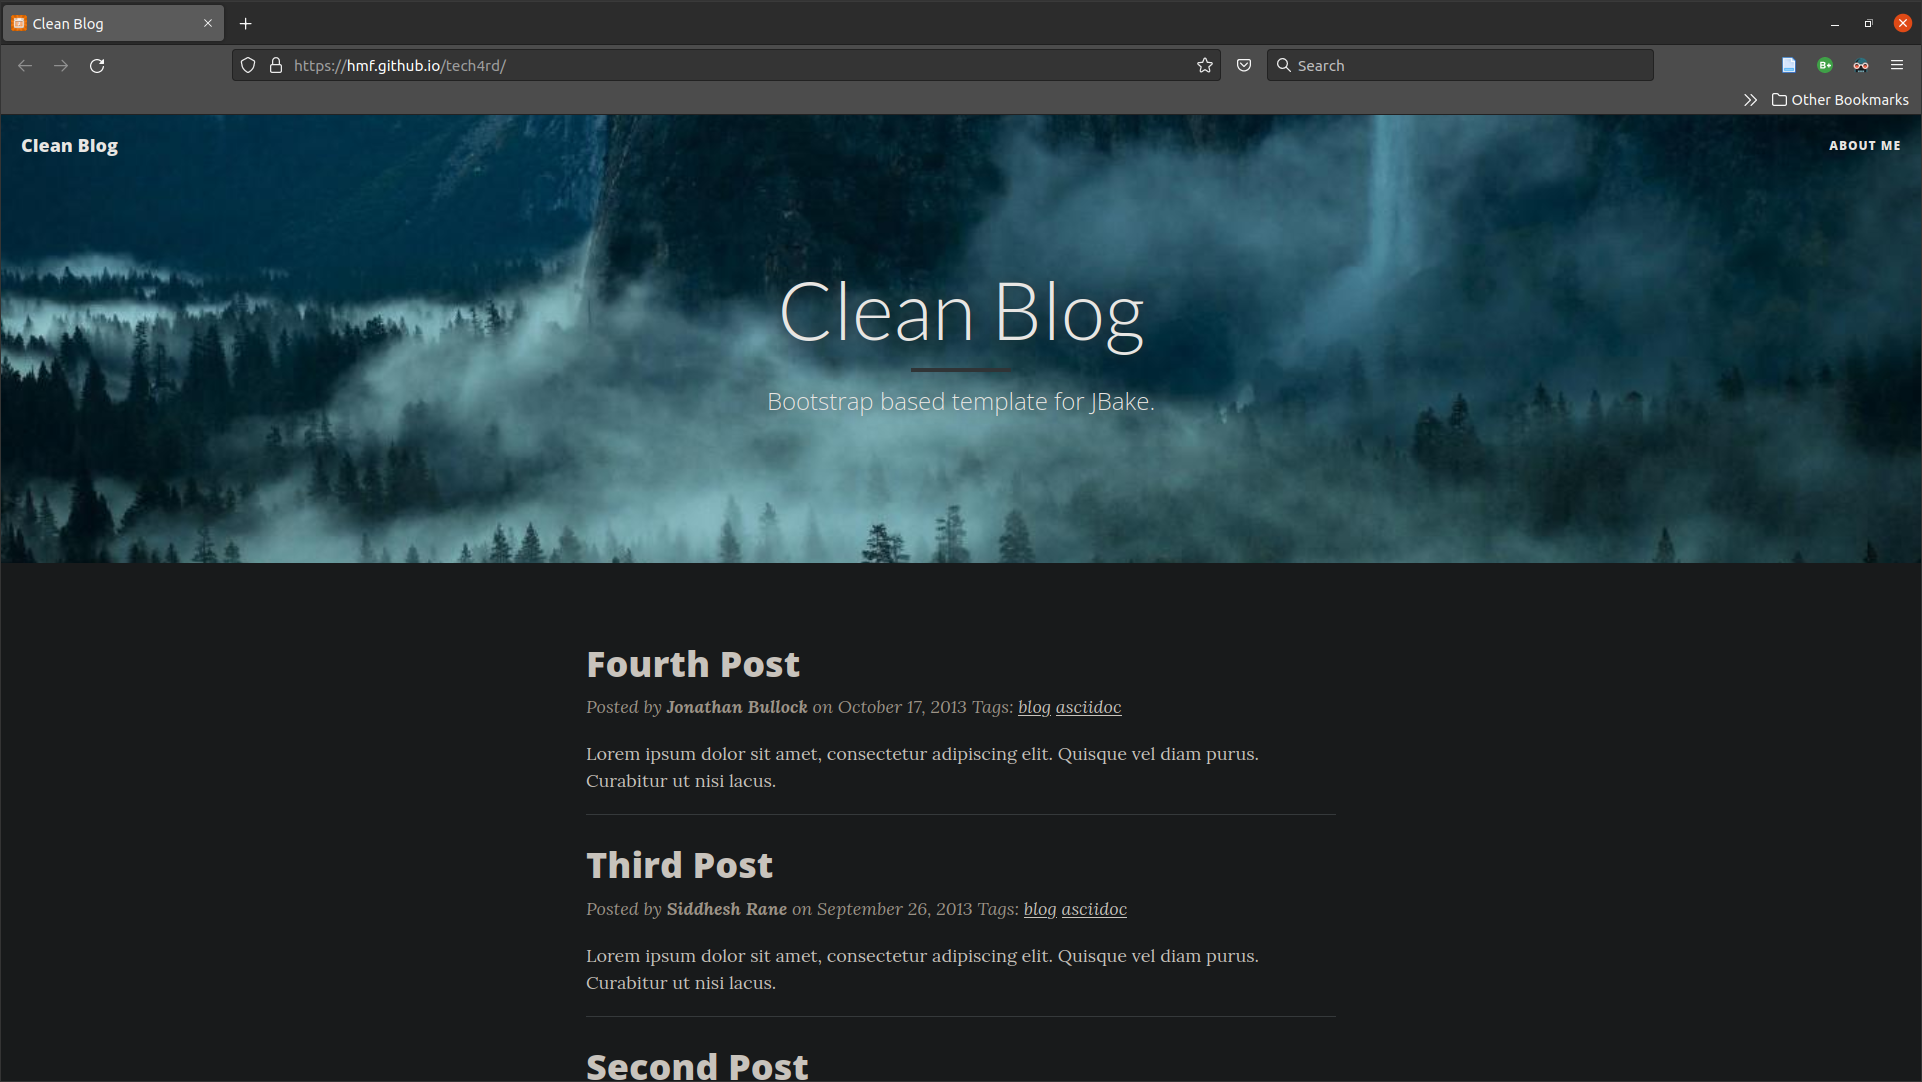 Clean Blog
https://hmf.github.io/tech4rd/
Search
Other Bookmarks
Clean Blog
ABOUT ME
Clean Blog
Bootstrap based template for JBake.
Fourth Post
Posted by Jonathan Bullock on October 17, 2013 Tags: blog asciidoc
Lorem ipsum dolor sit amet, consectetur adipiscing elit. Quisque vel diam purus.
Curabitur ut nisi lacus.
Third Post
Posted by Siddhesh Rane on September 26, 2013 Tags: blog asciidoc
Lorem ipsum dolor sit amet, consectetur adipiscing elit. Quisque vel diam purus.
Curabitur ut nisi lacus.
Second Post